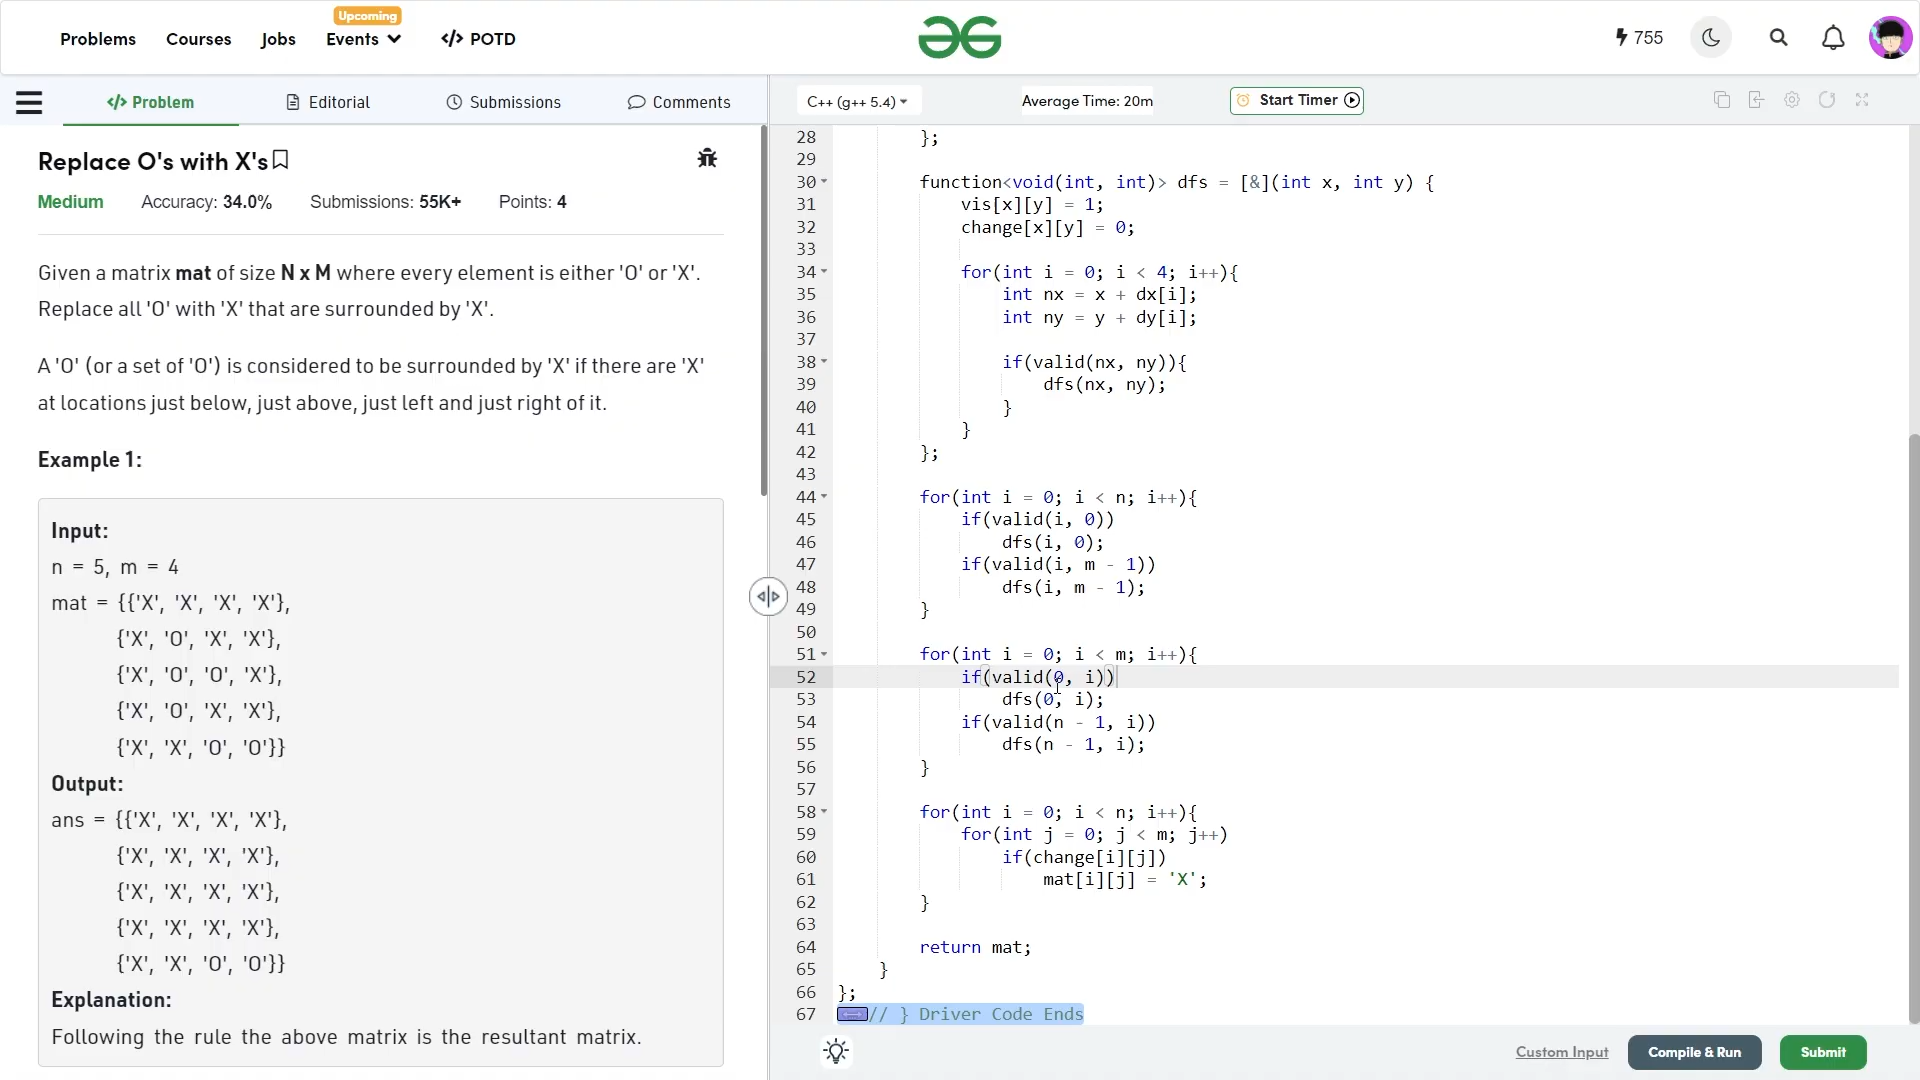 Upcoming
Problems Courses Jobs Events </> POTD
755
</> Problem Editorial Submissions Comments
C++ (g++ 5.4) Average Time: 20m Start Timer
Replace O's with X's
Medium Accuracy: 34.0% Submissions: 55K+ Points: 4
Given a matrix mat of size N x M where every element is either 'O' or 'X'.
Replace all 'O' with 'X' that are surrounded by 'X'.
A 'O' (or a set of 'O') is considered to be surrounded by 'X' if there are 'X'
at locations just below, just above, just left and just right of it.
Example 1:
Input:
n = 5, m = 4
mat = {{'X', 'X', 'X', 'X'},
{'X', 'O', 'X', 'X'},
{'X', 'O', 'O', 'X'},
{'X', 'O', 'X', 'X'},
{'X', 'X', 'O', 'O'}}
Output:
ans = {{'X', 'X', 'X', 'X'},
{'X', 'X', 'X', 'X'},
{'X', 'X', 'X', 'X'},
{'X', 'X', 'X', 'X'},
{'X', 'X', 'O', 'O'}}
Explanation:
Following the rule the above matrix is the resultant matrix.
28 };
29
30 function<void(int, int)> dfs = [&](int x, int y) {
31 vis[x][y] = 1;
32 change[x][y] = 0;
33
34 for(int i = 0; i < 4; i++){
35 int nx = x + dx[i];
36 int ny = y + dy[i];
37
38 if(valid(nx, ny)){
39 dfs(nx, ny);
40 }
41 }
42 };
43
44 for(int i = 0; i < n; i++){
45 if(valid(i, 0))
46 dfs(i, 0);
47 if(valid(i, m - 1))
48 dfs(i, m - 1);
49 }
50
51 for(int i = 0; i < m; i++){
52 if(valid(0, i))
53 dfs(0, i);
54 if(valid(n - 1, i))
55 dfs(n - 1, i);
56 }
57
58 for(int i = 0; i < n; i++){
59 for(int j = 0; j < m; j++)
60 if(change[i][j])
61 mat[i][j] = 'X';
62 }
63
64 return mat;
65 }
66 };
67 // } Driver Code Ends
Custom Input Compile & Run Submit